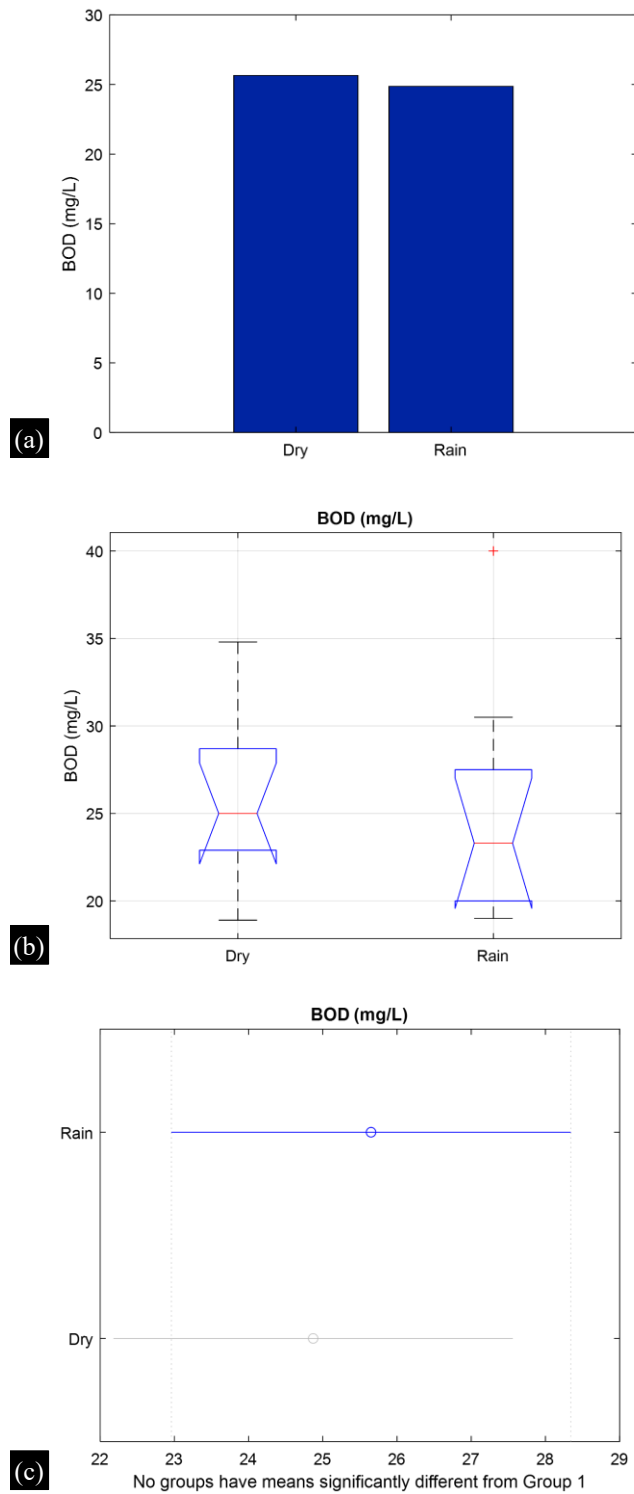 30
25
20
15
10
5
0
BOD (mg/L)
Dry Rain
(a)
BOD (mg/L)
40
35
30
25
20
BOD (mg/L)
Dry Rain
(b)
BOD (mg/L)
Rain
Dry
22 23 24 25 26 27 28 29
No groups have means significantly different from Group 1
(c)